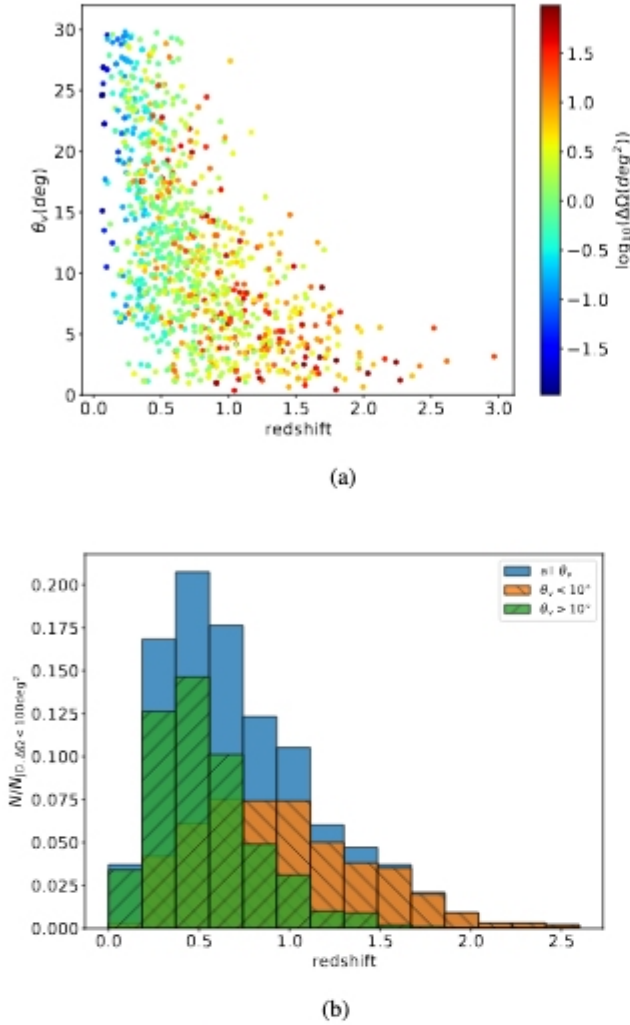 30
25
20
15
10
5
0
θᵥ(deg)
0.0 0.5 1.0 1.5 2.0 2.5 3.0
redshift
1.5
1.0
0.5
0.0
−0.5
−1.0
−1.5
log₁₀(ΔΩ(deg²))
(a)
0.200
0.175
0.150
0.125
0.100
0.075
0.050
0.025
0.000
N/N|D,ΔΩ<100deg²
all θᵥ
θᵥ < 10°
θᵥ > 10°
0.0 0.5 1.0 1.5 2.0 2.5
redshift
(b)